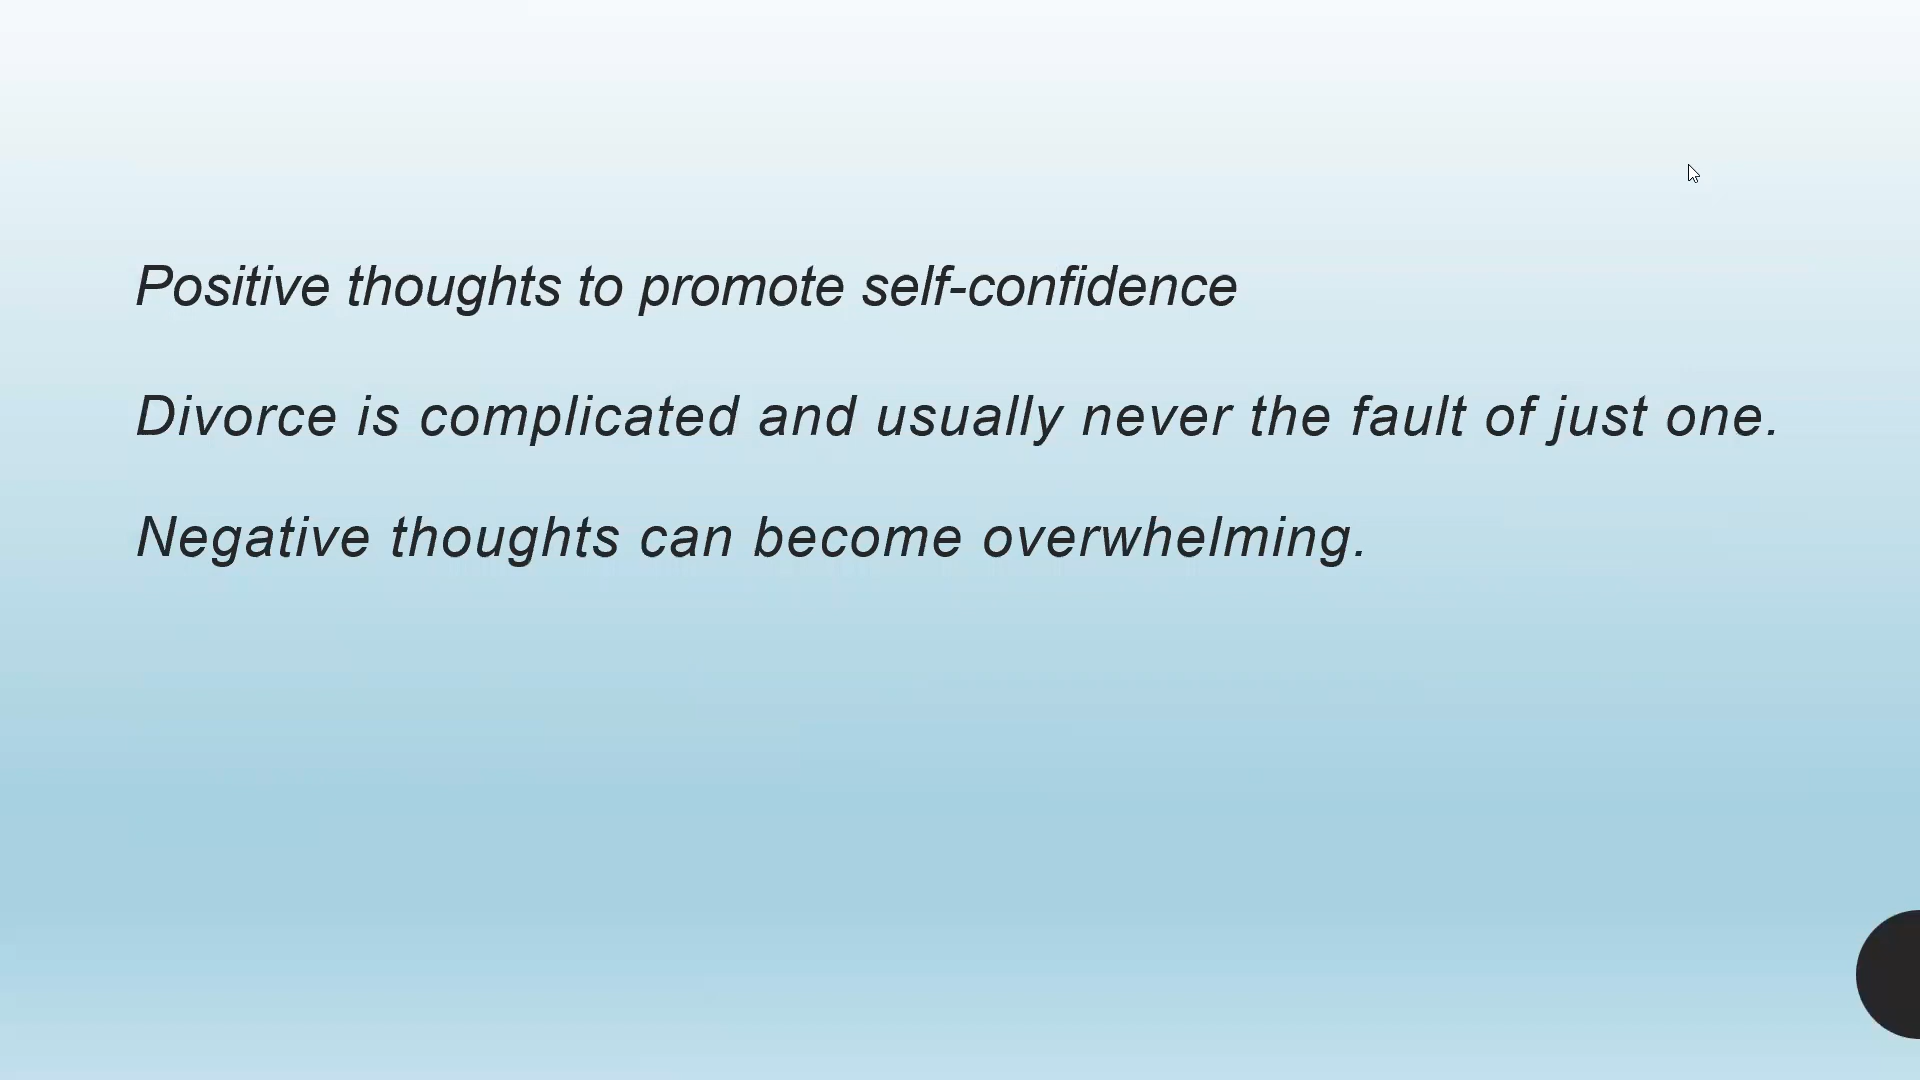 Positive thoughts to promote self-confidence
Divorce is complicated and usually never the fault of just one.
Negative thoughts can become overwhelming.